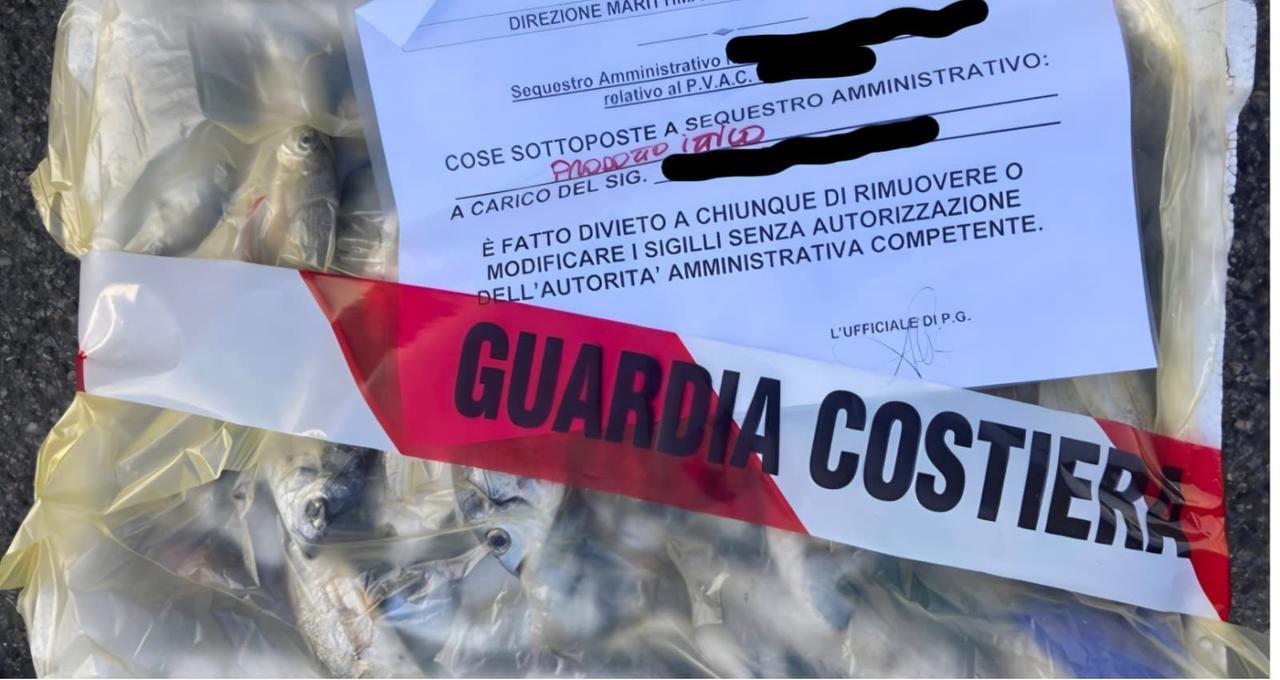 DIREZIONE MARITTIMA
Sequestro Amministrativo
relativo al P.V.AC.
COSE SOTTOPOSTE A SEQUESTRO AMMINISTRATIVO:
PRODOTTO ITTICO
A CARICO DEL SIG.
È FATTO DIVIETO A CHIUNQUE DI RIMUOVERE O
MODIFICARE I SIGILLI SENZA AUTORIZZAZIONE
DELL'AUTORITA' AMMINISTRATIVA COMPETENTE.
L'UFFICIALE DI P.G.
GUARDIA COSTIERA